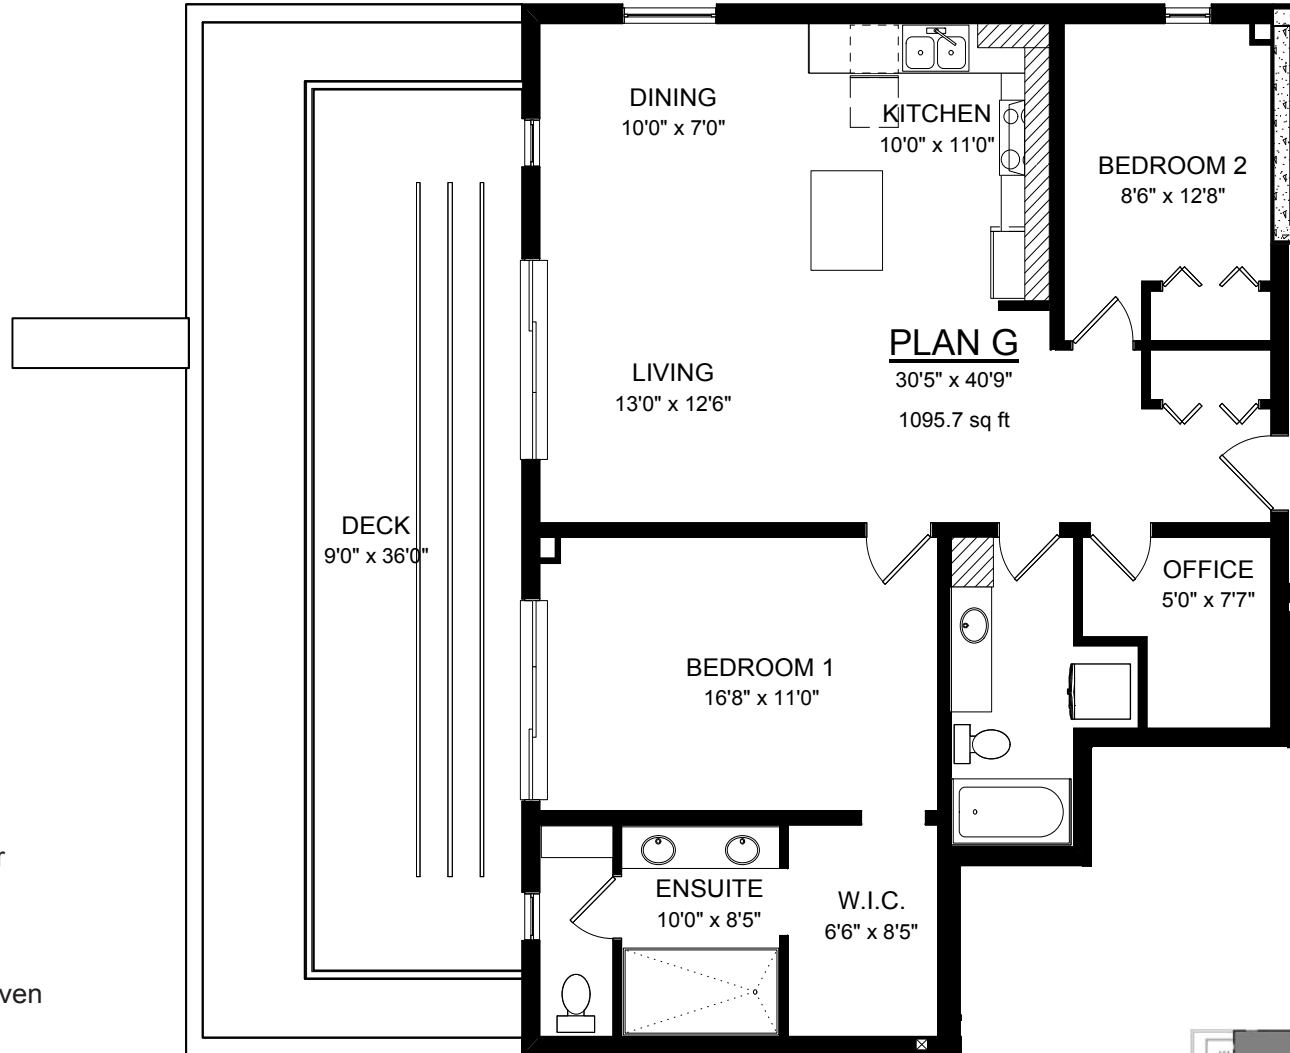 DINING
10'0" x 7'0"
KITCHEN
10'0" x 11'0"
BEDROOM 2
8'6" x 12'8"
PLAN G
30'5" x 40'9"
1095.7 sq ft
LIVING
13'0" x 12'6"
DECK
9'0" x 36'0"
OFFICE
5'0" x 7'7"
BEDROOM 1
16'8" x 11'0"
ENSUITE
10'0" x 8'5"
W.I.C.
6'6" x 8'5"
r
ven